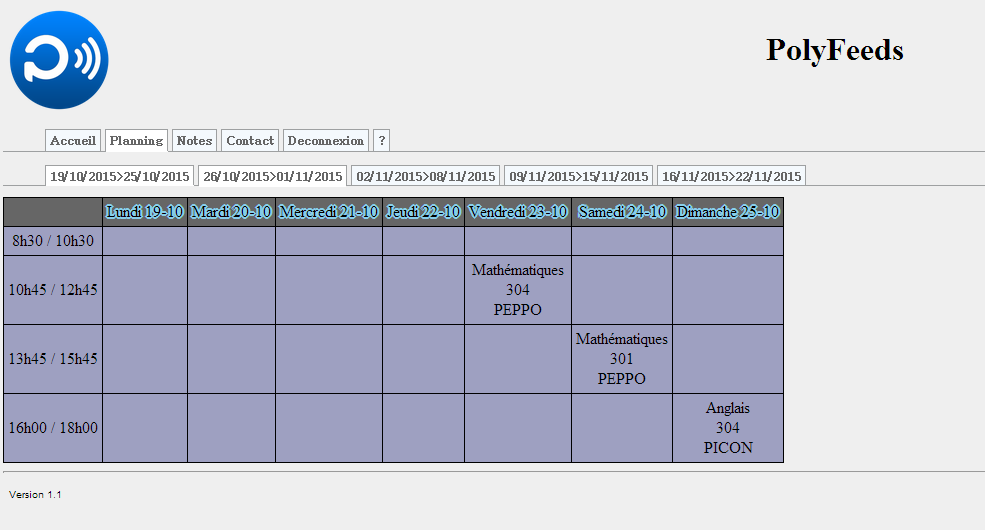 PolyFeeds
Accueil Planning Notes Contact Deconnexion ?
19/10/2015>25/10/2015 26/10/2015>01/11/2015 02/11/2015>08/11/2015 09/11/2015>15/11/2015 16/11/2015>22/11/2015
Lundi 19-10 Mardi 20-10 Mercredi 21-10 Jeudi 22-10 Vendredi 23-10 Samedi 24-10 Dimanche 25-10
8h30 / 10h30
10h45 / 12h45
Mathématiques
304
PEPPO
13h45 / 15h45
Mathématiques
301
PEPPO
16h00 / 18h00
Anglais
304
PICON
Version 1.1